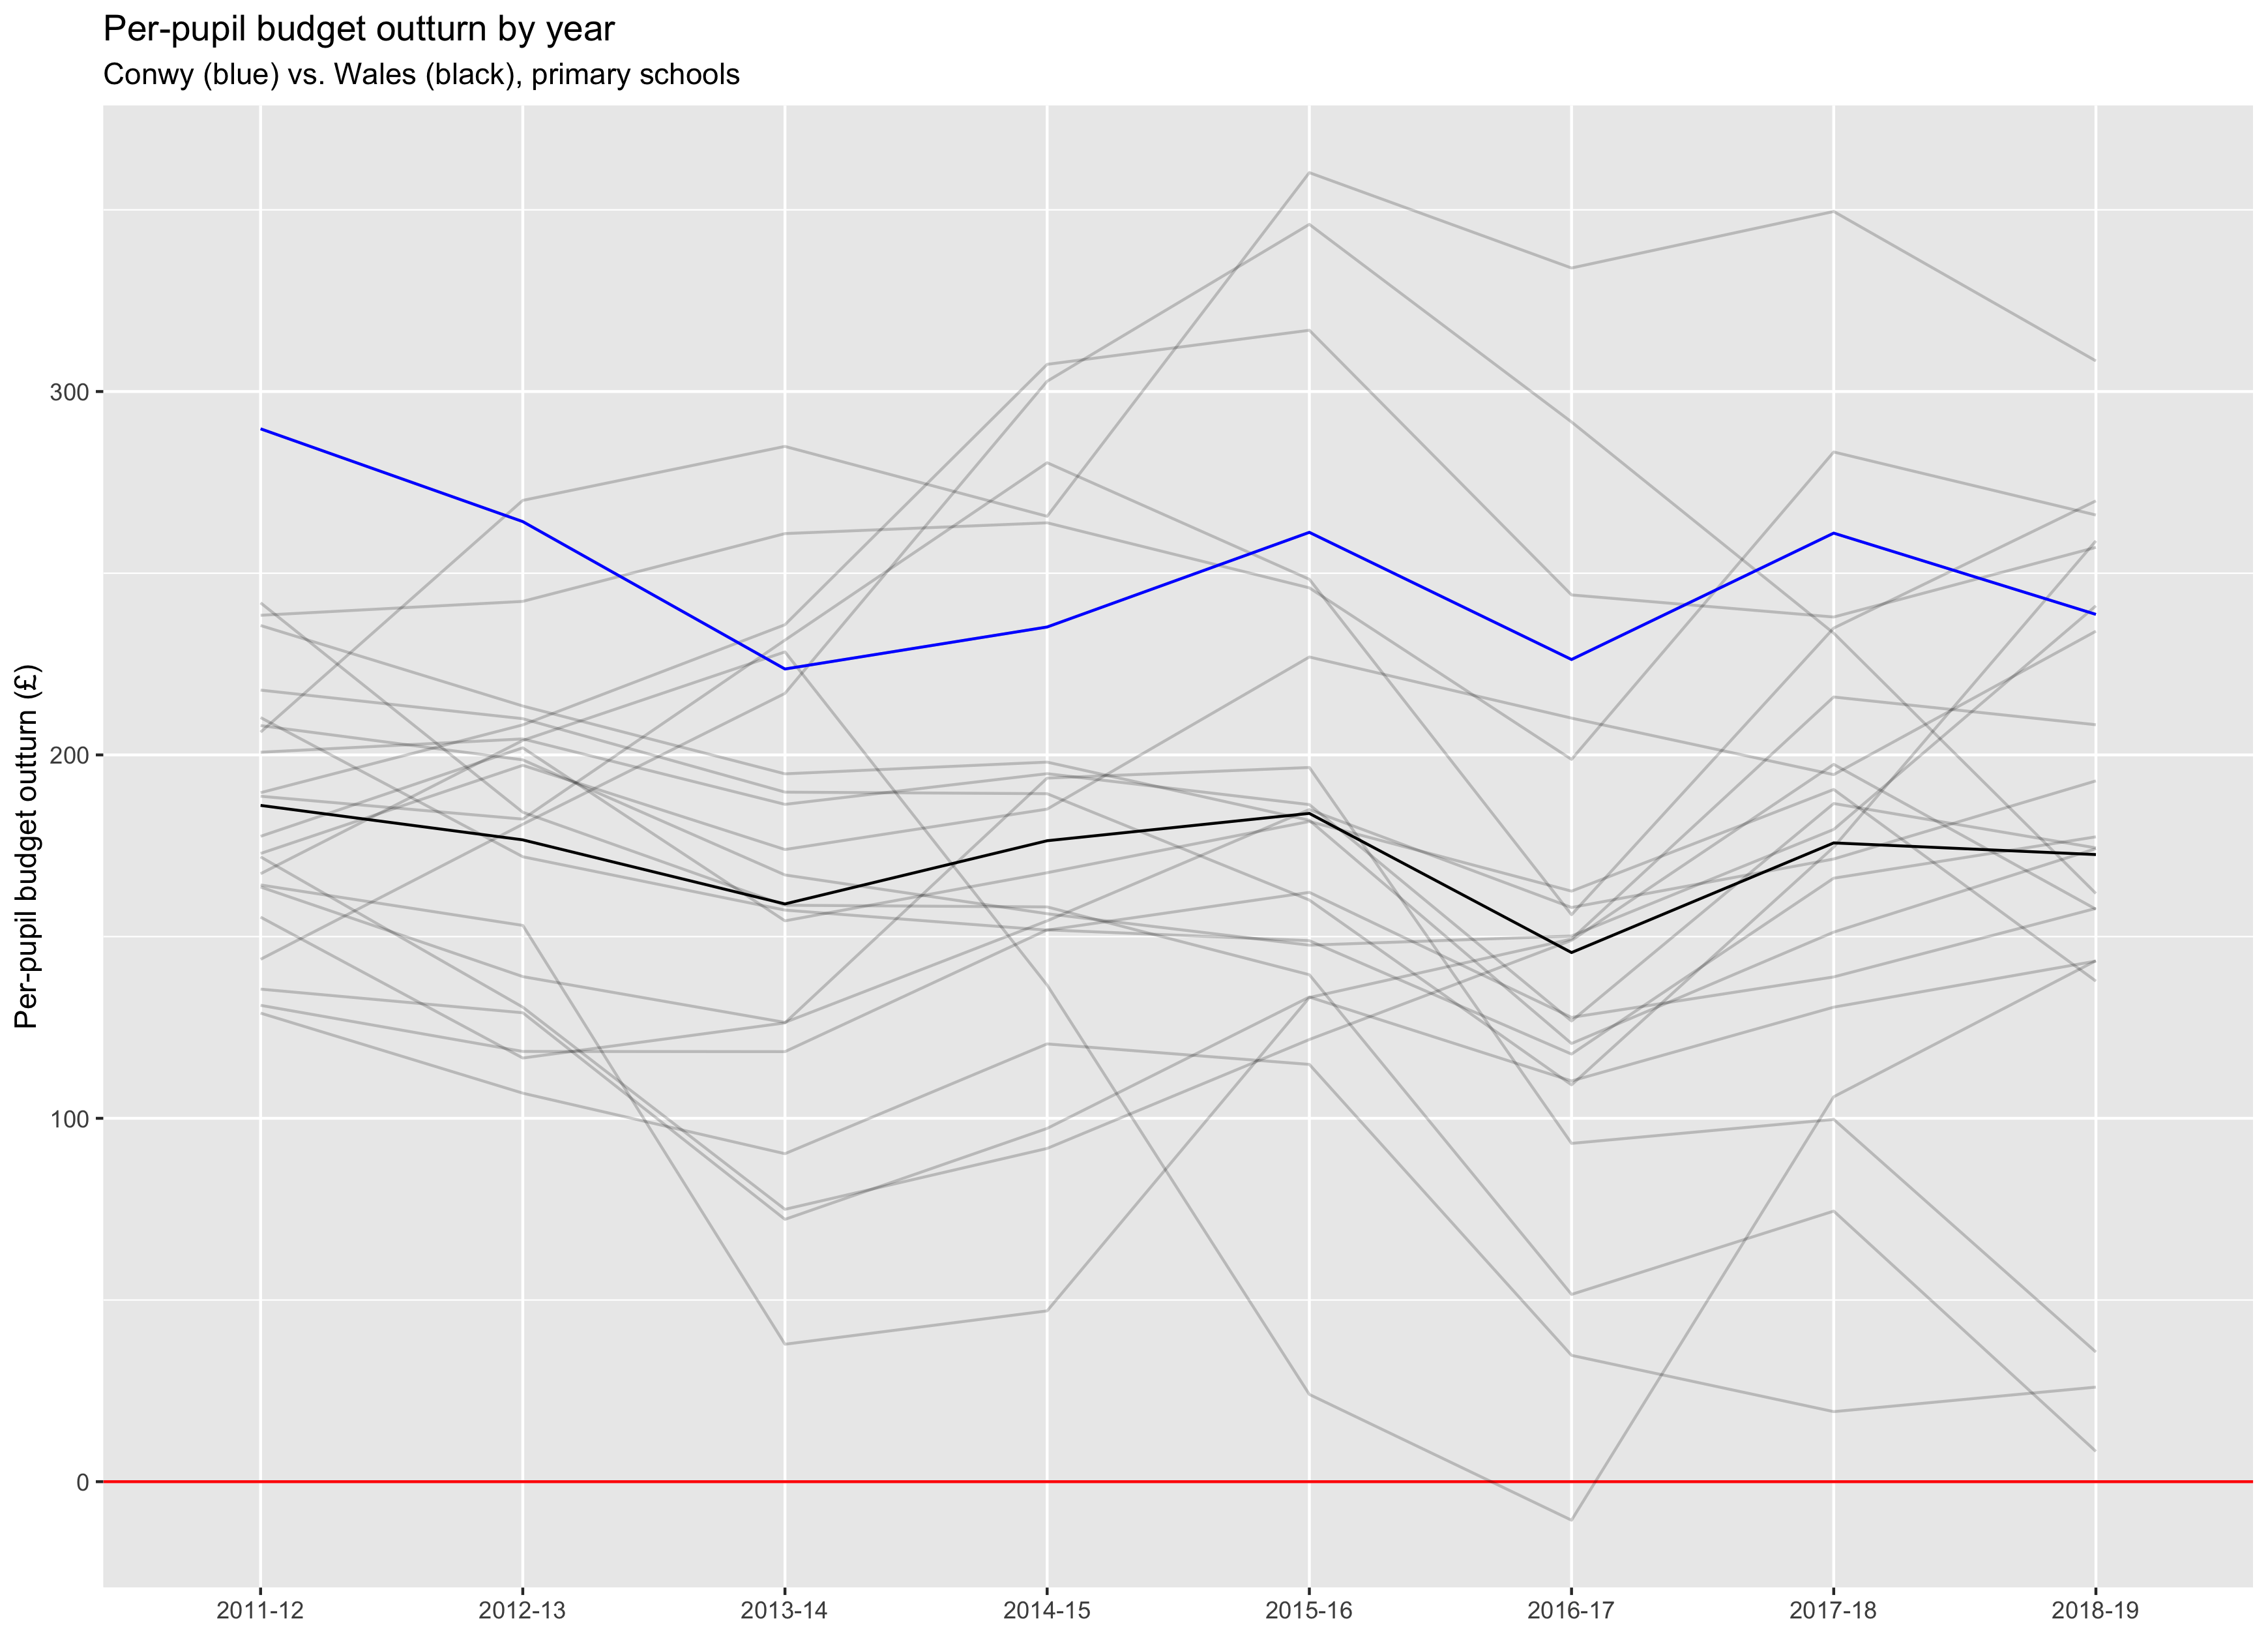 Per-pupil budget outturn by year
Conwy (blue) vs. Wales (black), primary schools
Per-pupil budget outturn (£)
300
200
100
0
2011-12 2012-13 2013-14 2014-15 2015-16 2016-17 2017-18 2018-19